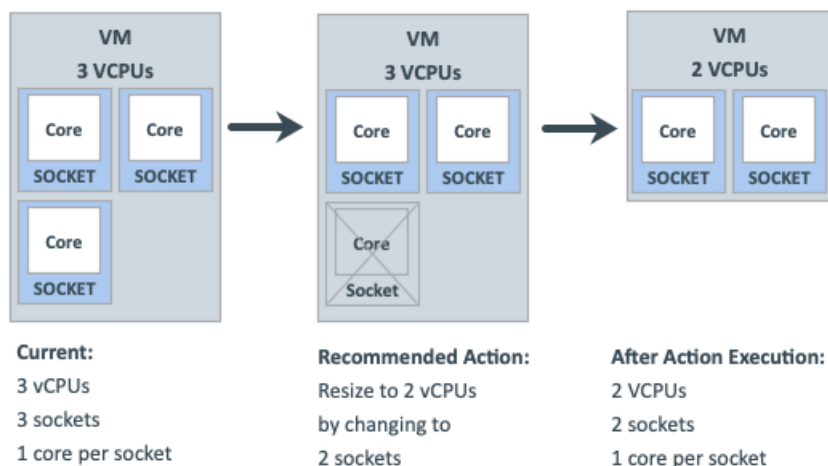 VM
3 VCPUs
Core
Core
SOCKET
SOCKET
Core
SOCKET
VM
3 VCPUs
Core
Core
SOCKET
SOCKET
Core
Socket
VM
2 VCPUs
Core
Core
SOCKET
SOCKET
Current:
3 vCPUs
3 sockets
1 core per socket
Recommended Action:
Resize to 2 vCPUs
by changing to
2 sockets
After Action Execution:
2 VCPUs
2 sockets
1 core per socket